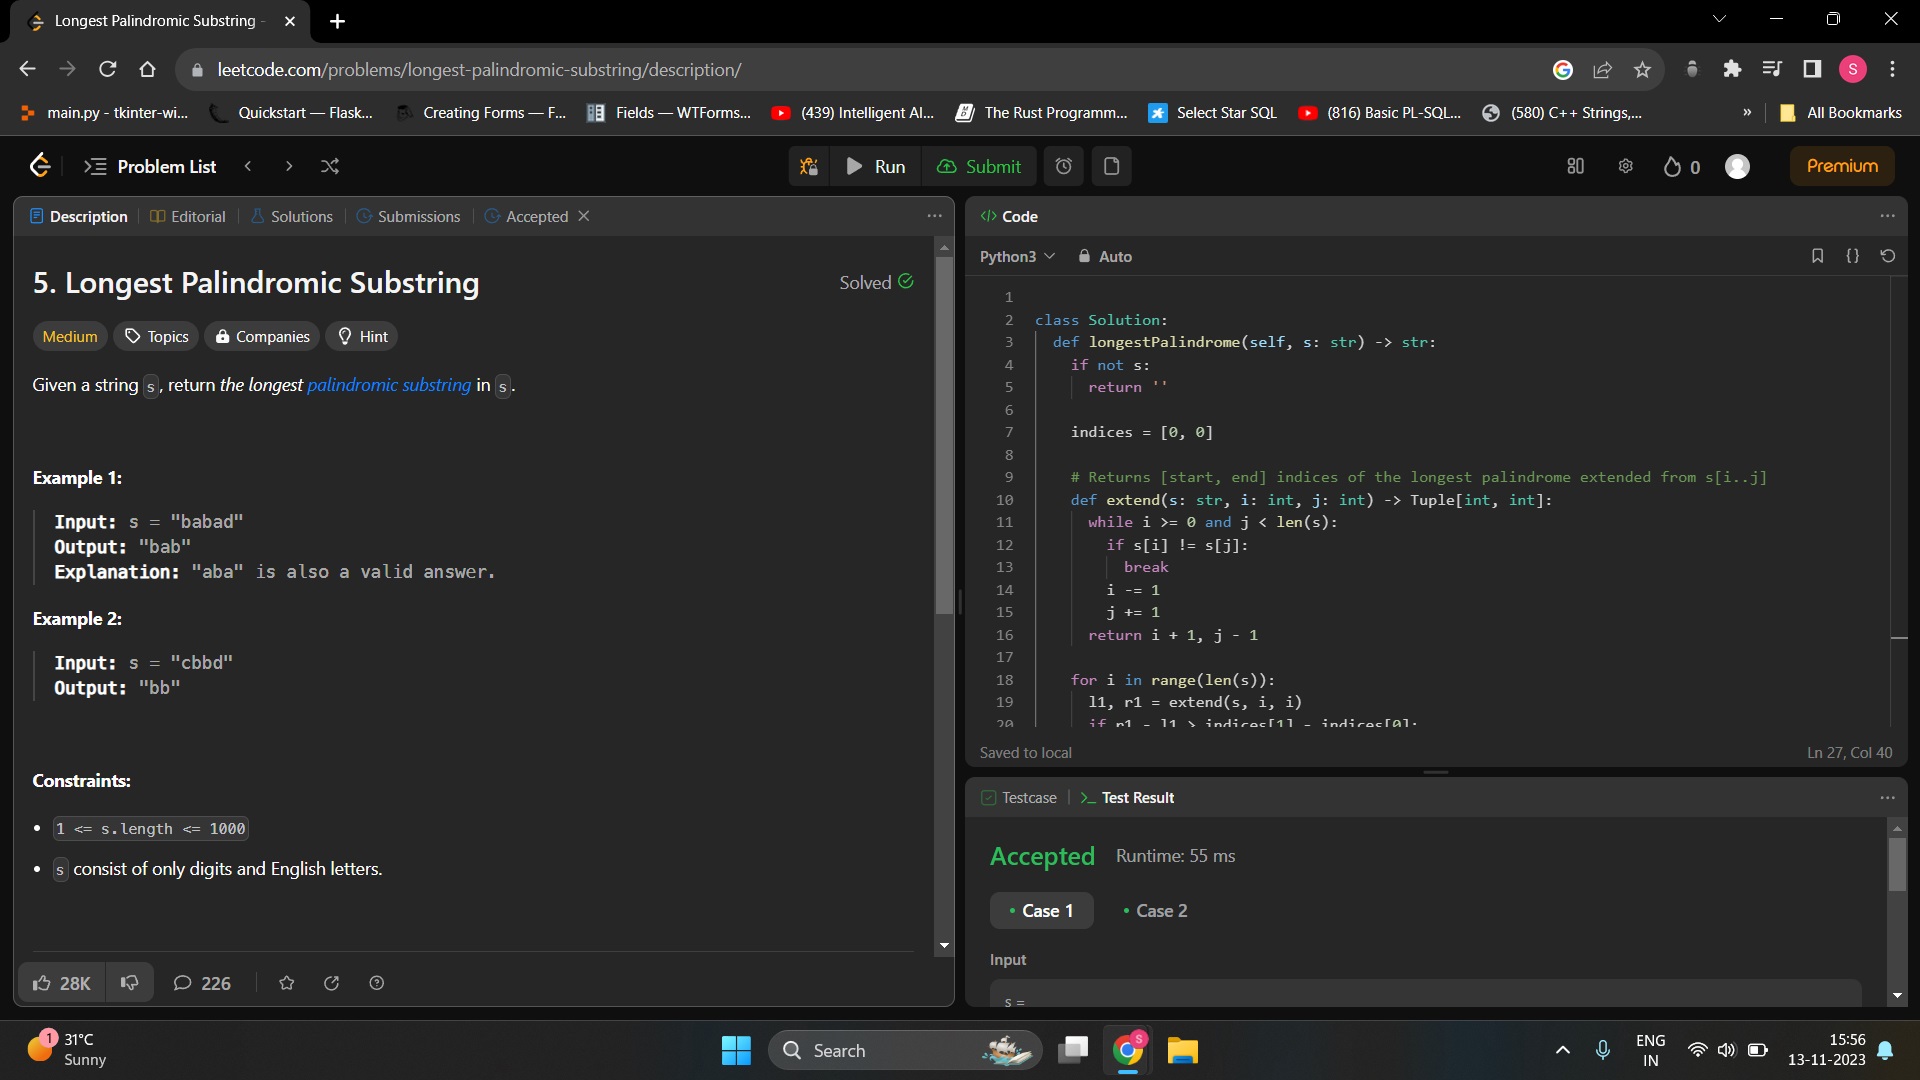 Longest Palindromic Substring -
leetcode.com/problems/longest-palindromic-substring/description/
S
main.py - tkinter-wi...
Quickstart — Flask...
Creating Forms — F...
Fields — WTForms...
(439) Intelligent AI...
The Rust Programm...
Select Star SQL
(816) Basic PL-SQL...
(580) C++ Strings,...
»
All Bookmarks
Problem List
Run
Submit
0
Premium
Description
Editorial
Solutions
Submissions
Accepted
5. Longest Palindromic Substring
Solved
Medium
Topics
Companies
Hint
Given a string s, return the longest palindromic substring in s.
Example 1:
Input: s = "babad"
Output: "bab"
Explanation: "aba" is also a valid answer.
Example 2:
Input: s = "cbbd"
Output: "bb"
Constraints:
• 1 <= s.length <= 1000
• s consist of only digits and English letters.
28K
226
</> Code
Python3
Auto
{}
1
2 class Solution:
3 def longestPalindrome(self, s: str) -> str:
4 if not s:
5 return ''
6
7 indices = [0, 0]
8
9 # Returns [start, end] indices of the longest palindrome extended from s[i..j]
10 def extend(s: str, i: int, j: int) -> Tuple[int, int]:
11 while i >= 0 and j < len(s):
12 if s[i] != s[j]:
13 break
14 i -= 1
15 j += 1
16 return i + 1, j - 1
17
18 for i in range(len(s)):
19 l1, r1 = extend(s, i, i)
20 if r1 - l1 > indices[1] - indices[0]:
Saved to local
Ln 27, Col 40
Testcase
>_ Test Result
Accepted
Runtime: 55 ms
• Case 1
• Case 2
Input
s =
1
31°C
Sunny
Search
S
ENG
IN
15:56
13-11-2023